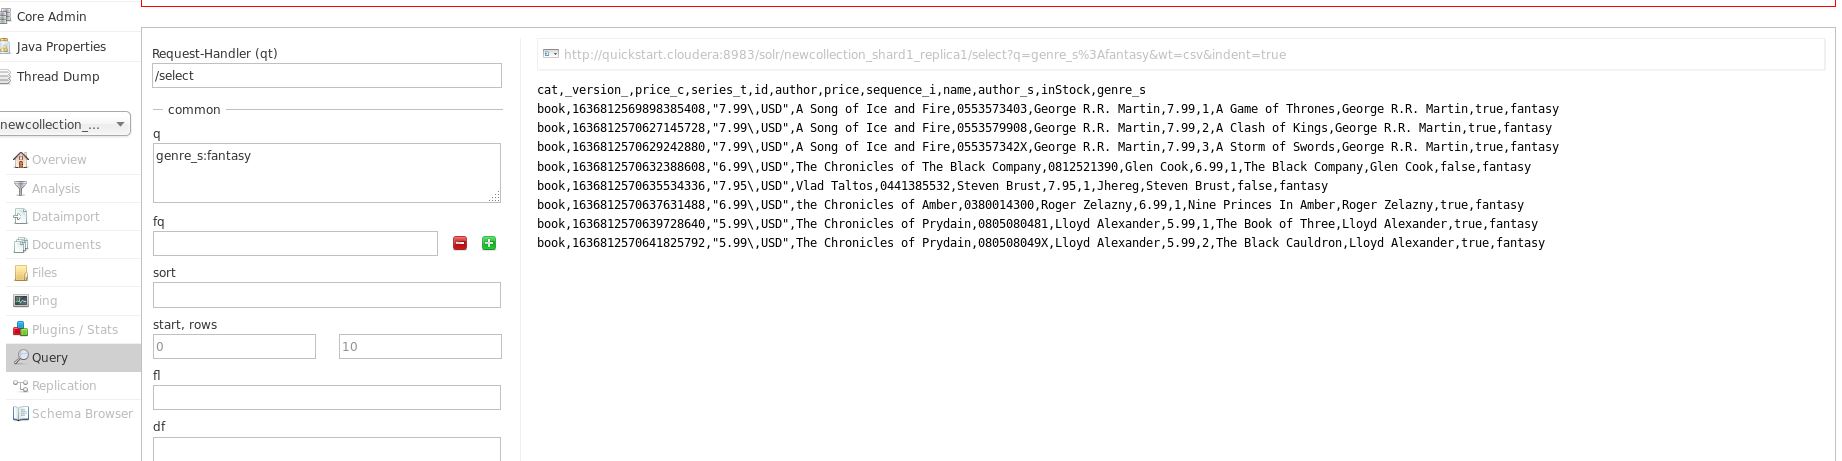 Core Admin
Java Properties
Thread Dump
newcollection_...
Overview
Analysis
Dataimport
Documents
Files
Ping
Plugins / Stats
Query
Replication
Schema Browser
Request-Handler (qt)
/select
common
q
genre_s:fantasy
fq
sort
start, rows
0 10
fl
df
http://quickstart.cloudera:8983/solr/newcollection_shard1_replica1/select?q=genre_s%3Afantasy&wt=csv&indent=true
cat,_version_,price_c,series_t,id,author,price,sequence_i,name,author_s,inStock,genre_s
book,1636812569898385408,"7.99\,USD",A Song of Ice and Fire,0553573403,George R.R. Martin,7.99,1,A Game of Thrones,George R.R. Martin,true,fantasy
book,1636812570627145728,"7.99\,USD",A Song of Ice and Fire,0553579908,George R.R. Martin,7.99,2,A Clash of Kings,George R.R. Martin,true,fantasy
book,1636812570629242880,"7.99\,USD",A Song of Ice and Fire,055357342X,George R.R. Martin,7.99,3,A Storm of Swords,George R.R. Martin,true,fantasy
book,1636812570632388608,"6.99\,USD",The Chronicles of The Black Company,0812521390,Glen Cook,6.99,1,The Black Company,Glen Cook,false,fantasy
book,1636812570635534336,"7.95\,USD",Vlad Taltos,0441385532,Steven Brust,7.95,1,Jhereg,Steven Brust,false,fantasy
book,1636812570637631488,"6.99\,USD",the Chronicles of Amber,0380014300,Roger Zelazny,6.99,1,Nine Princes In Amber,Roger Zelazny,true,fantasy
book,1636812570639728640,"5.99\,USD",The Chronicles of Prydain,0805080481,Lloyd Alexander,5.99,1,The Book of Three,Lloyd Alexander,true,fantasy
book,1636812570641825792,"5.99\,USD",The Chronicles of Prydain,080508049X,Lloyd Alexander,5.99,2,The Black Cauldron,Lloyd Alexander,true,fantasy